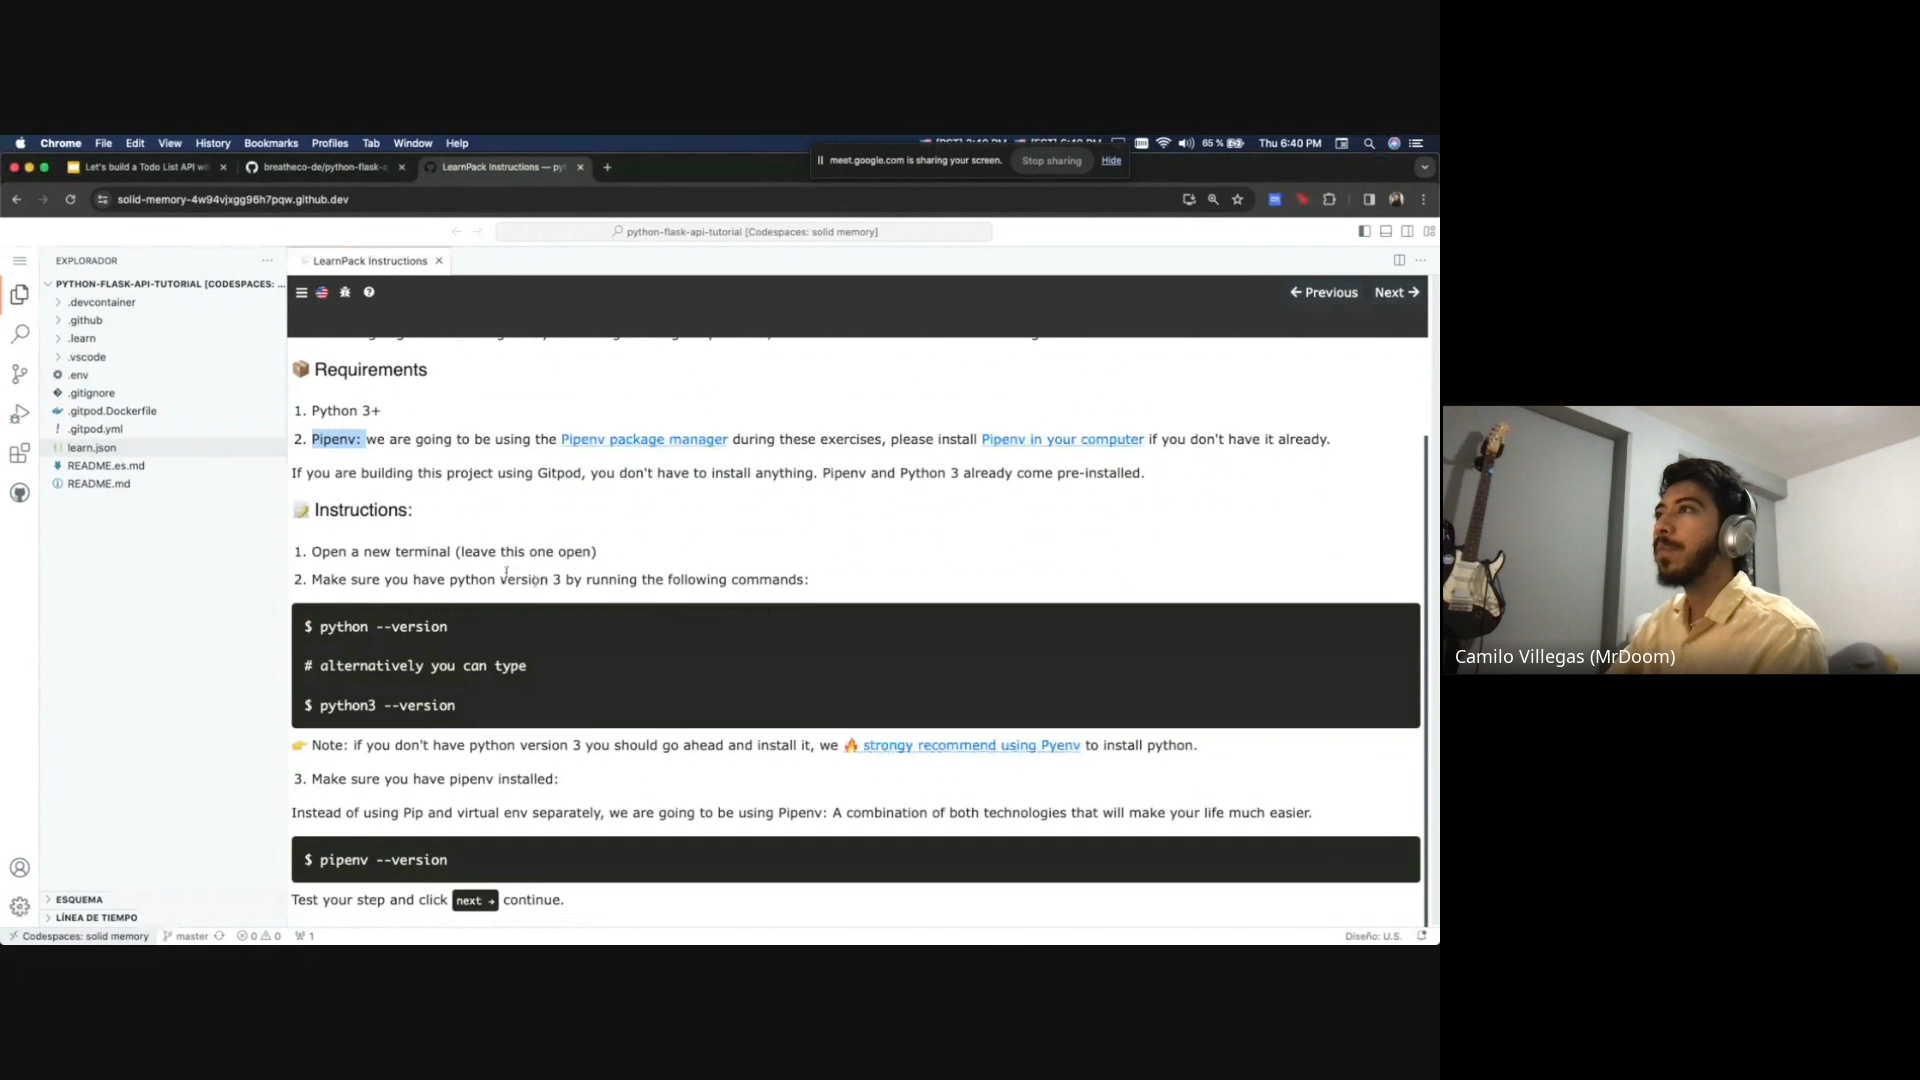 Chrome File Edit View History Bookmarks Profiles Tab Window Help
65 % Thu 6:40 PM
Let's build a Todo List API wi
breatheco-de/python-flask-a
LearnPack Instructions — py
meet.google.com is sharing your screen. Stop sharing Hide
solid-memory-4w94vjxgg96h7pqw.github.dev
python-flask-api-tutorial [Codespaces: solid memory]
EXPLORADOR
LearnPack Instructions
PYTHON-FLASK-API-TUTORIAL [CODESPACES: ...
.devcontainer
.github
.learn
.vscode
.env
.gitignore
.gitpod.Dockerfile
.gitpod.yml
learn.json
README.es.md
README.md
ESQUEMA
LÍNEA DE TIEMPO
← Previous Next →
📦 Requirements
1. Python 3+
2. Pipenv: we are going to be using the Pipenv package manager during these exercises, please install Pipenv in your computer if you don't have it already.
If you are building this project using Gitpod, you don't have to install anything. Pipenv and Python 3 already come pre-installed.
📝 Instructions:
1. Open a new terminal (leave this one open)
2. Make sure you have python version 3 by running the following commands:
$ python --version
# alternatively you can type
$ python3 --version
👉 Note: if you don't have python version 3 you should go ahead and install it, we 🔥 strongy recommend using Pyenv to install python.
3. Make sure you have pipenv installed:
Instead of using Pip and virtual env separately, we are going to be using Pipenv: A combination of both technologies that will make your life much easier.
$ pipenv --version
Test your step and click next → continue.
Codespaces: solid memory master 0 0 1
Diseño: U.S.
Camilo Villegas (MrDoom)